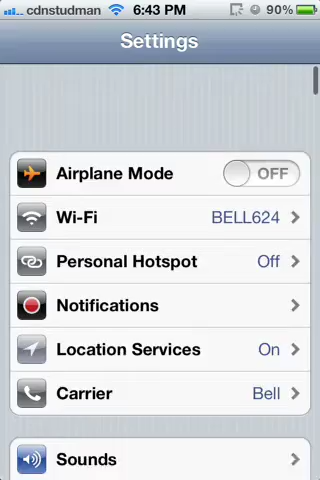 cdnstudman 6:43 PM 90%
Settings
Airplane Mode OFF
Wi-Fi BELL624
Personal Hotspot Off
Notifications
Location Services On
Carrier Bell
Sounds